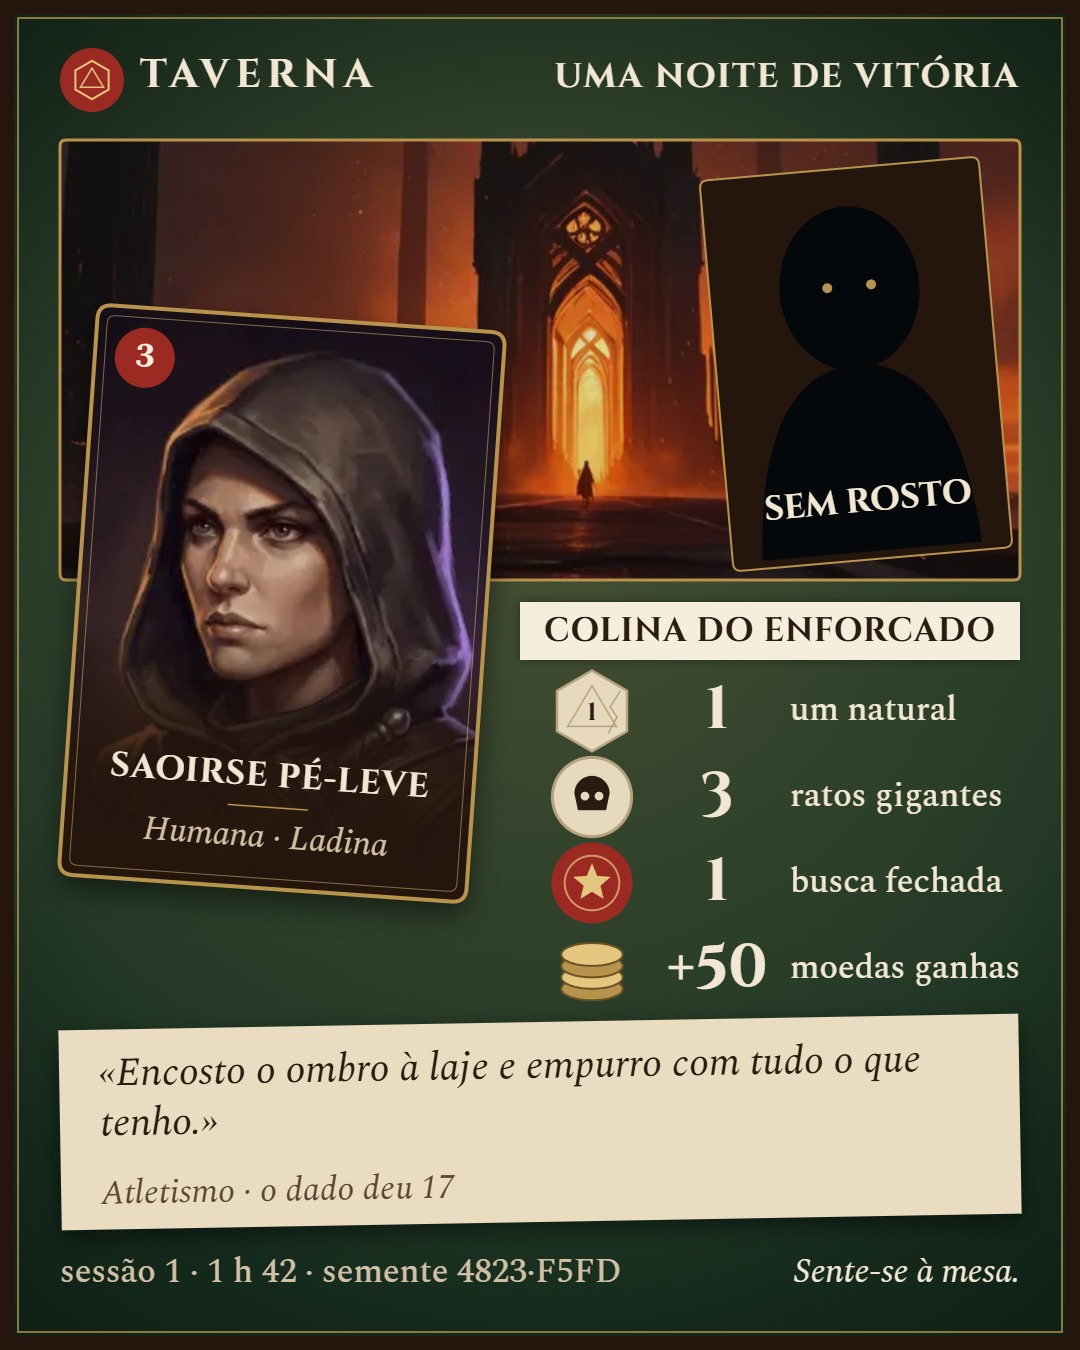 TAVERNA
UMA NOITE DE VITÓRIA
SEM ROSTO
3
SAOIRSE PÉ-LEVE
Humana · Ladina
COLINA DO ENFORCADO
1 1 um natural
3 ratos gigantes
1 busca fechada
+50 moedas ganhas
«Encosto o ombro à laje e empurro com tudo o que
tenho.»
Atletismo · o dado deu 17
sessão 1 · 1 h 42 · semente 4823·F5FD
Sente-se à mesa.